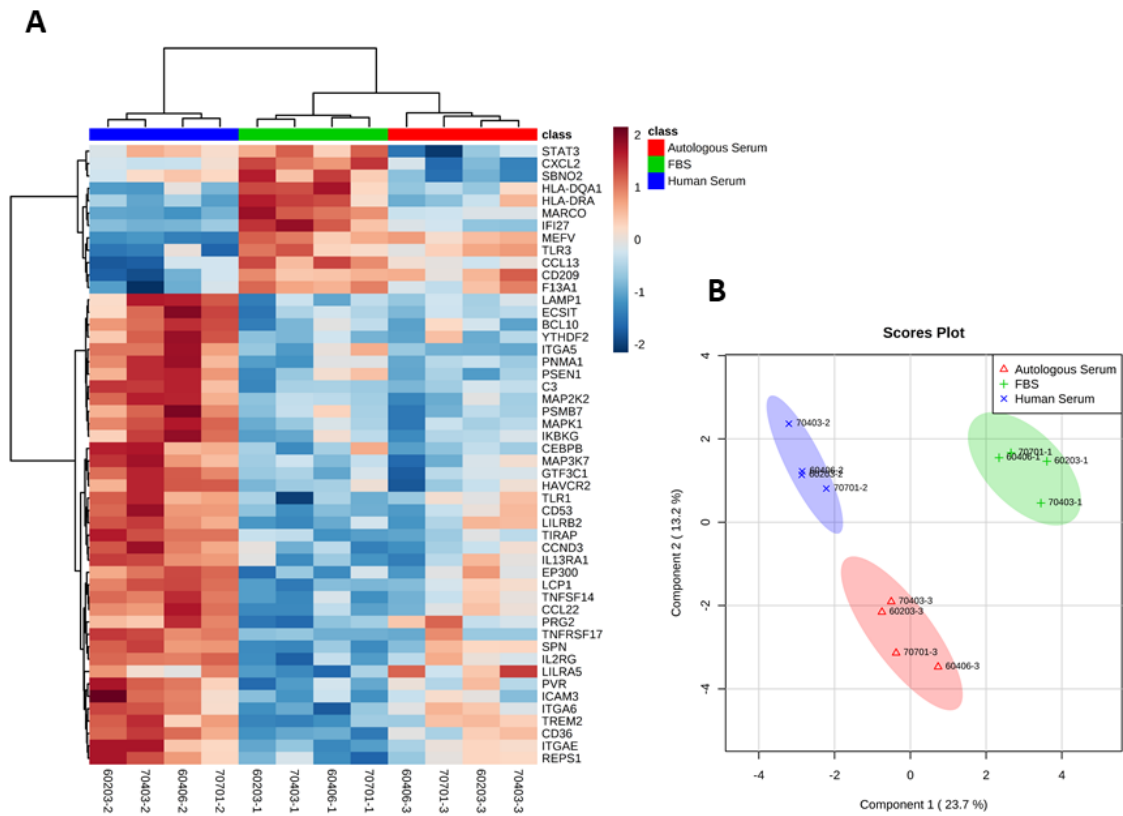 A
class
STAT3
CXCL2
SBNO2
HLA-DQA1
HLA-DRA
MARCO
IFI27
MEFV
TLR3
CCL13
CD209
F13A1
LAMP1
ECSIT
BCL10
YTHDF2
ITGA5
PNMA1
PSEN1
C3
MAP2K2
PSMB7
MAPK1
IKBKG
CEBPB
MAP3K7
GTF3C1
HAVCR2
TLR1
CD53
LILRB2
TIRAP
CCND3
IL13RA1
EP300
LCP1
TNFSF14
CCL22
PRG2
TNFRSF17
SPN
IL2RG
LILRA5
PVR
ICAM3
ITGA6
TREM2
CD36
ITGAE
REPS1
60203-2 70403-2 60406-2 70701-2 60203-1 70403-1 60406-1 70701-1 60406-3 70701-3 60203-3 70403-3
2
1
0
-1
-2
class
Autologous Serum
FBS
Human Serum
B
Scores Plot
Autologous Serum
FBS
Human Serum
70403-2
60406-2
60203-2
70701-2
70701-1
60406-1
60203-1
70403-1
70403-3
60203-3
70701-3
60406-3
4
2
0
-2
-4
Component 2 ( 13.2 %)
-4 -2 0 2 4
Component 1 ( 23.7 %)